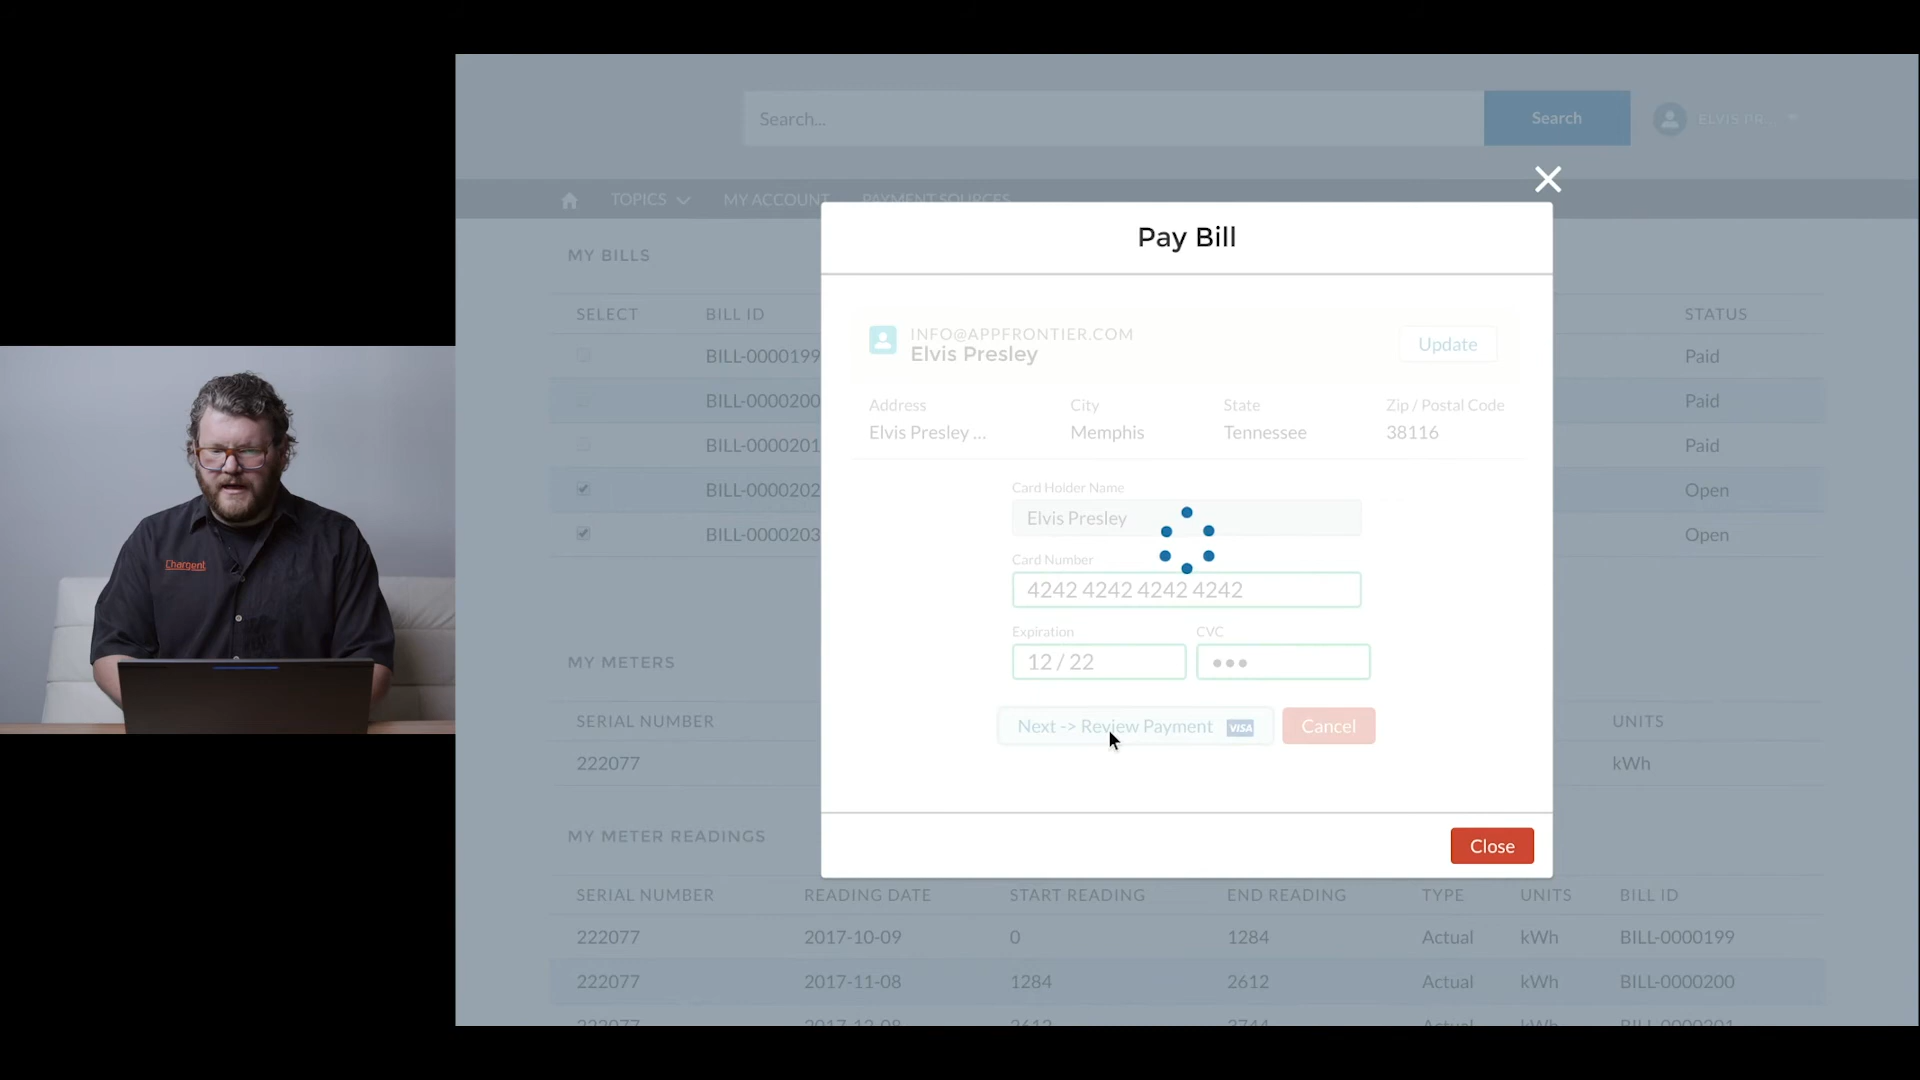 Search...
Search
ELVIS PR...
TOPICS
MY ACCOUNT
PAYMENT SOURCES
Pay Bill
MY BILLS
SELECT
BILL ID
STATUS
BILL-0000199
Paid
BILL-0000200
Paid
BILL-0000201
Paid
BILL-0000202
Open
BILL-0000203
Open
INFO@APPFRONTIER.COM
Elvis Presley
Update
Address
City
State
Zip / Postal Code
Elvis Presley ...
Memphis
Tennessee
38116
Card Holder Name
Elvis Presley
Card Number
4242 4242 4242 4242
Expiration
CVC
12 / 22
Next -> Review Payment
VISA
Cancel
Close
Chargent
MY METERS
SERIAL NUMBER
UNITS
222077
kWh
MY METER READINGS
SERIAL NUMBER
READING DATE
START READING
END READING
TYPE
UNITS
BILL ID
222077
2017-10-09
0
1284
Actual
kWh
BILL-0000199
222077
2017-11-08
1284
2612
Actual
kWh
BILL-0000200